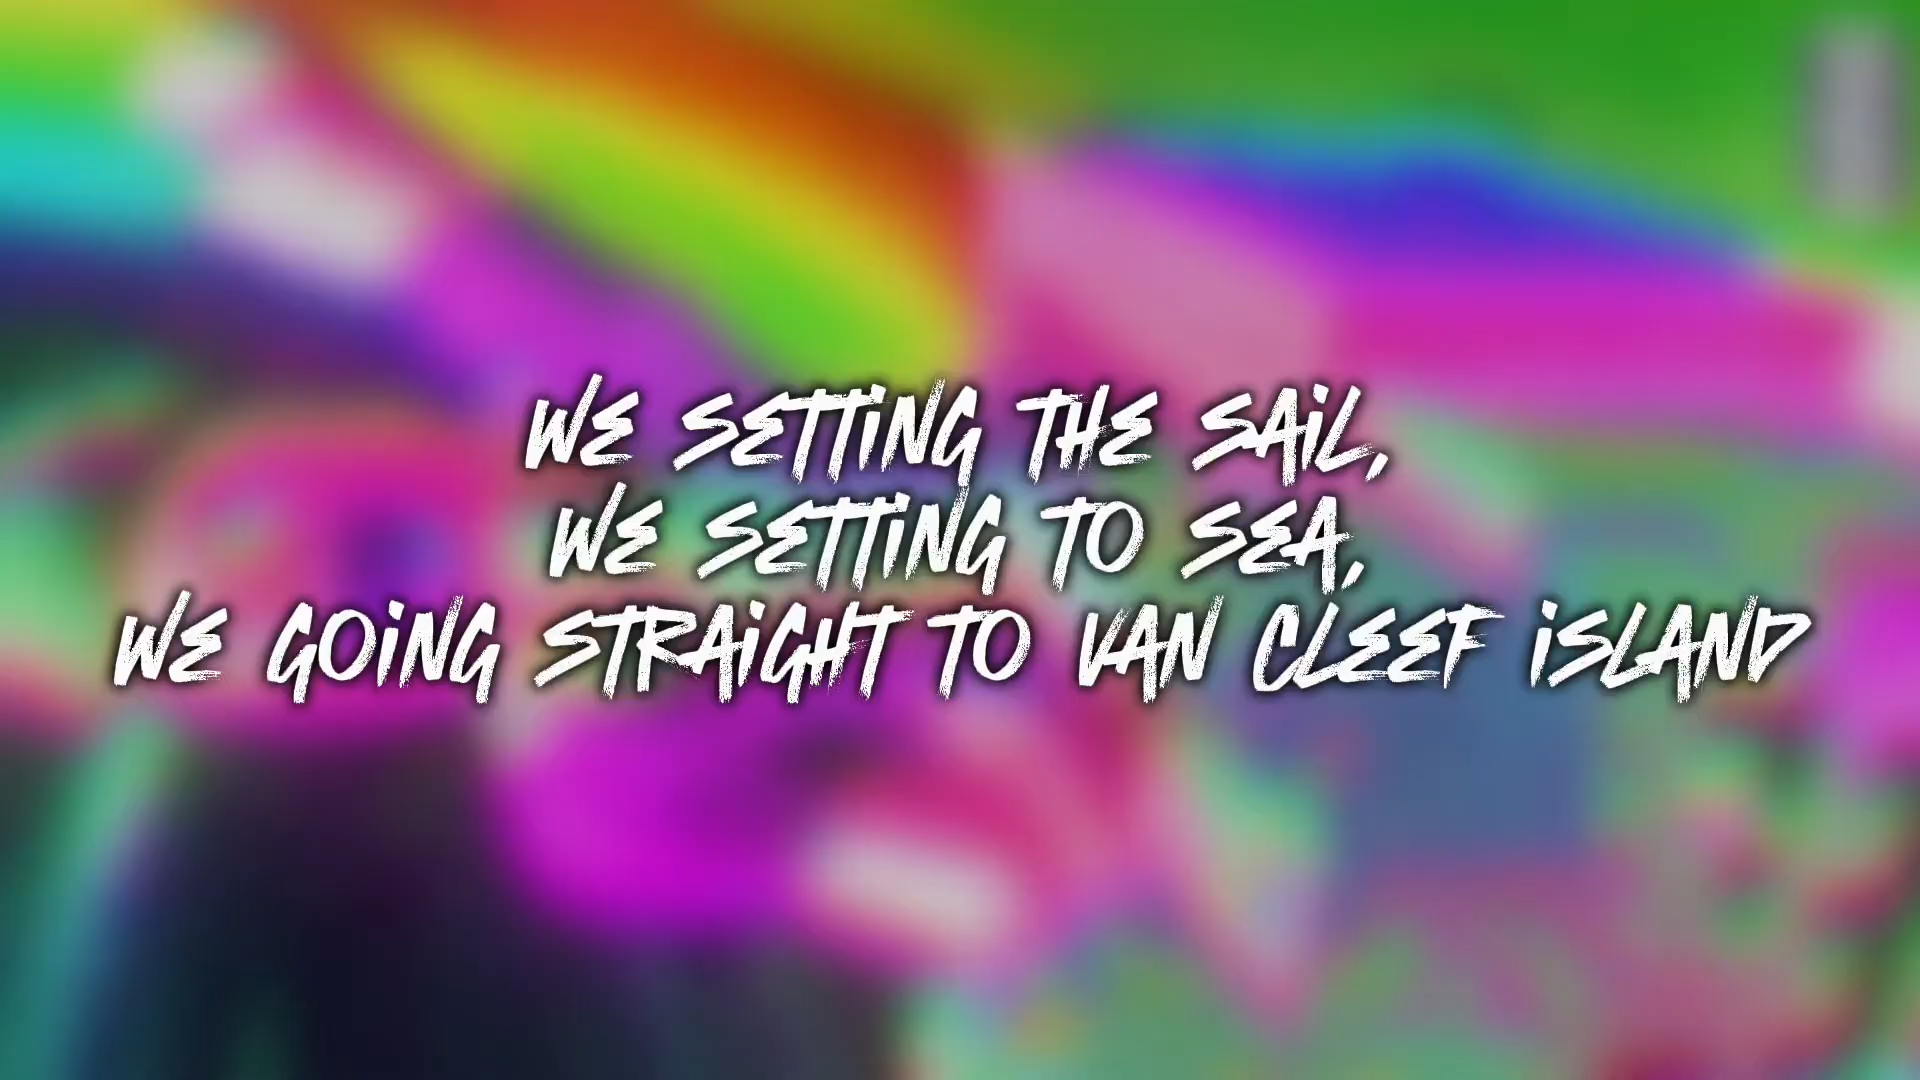 WE SETTING THE SAIL,
WE SETTING TO SEA,
WE GOING STRAIGHT TO VAN CLEEF ISLAND